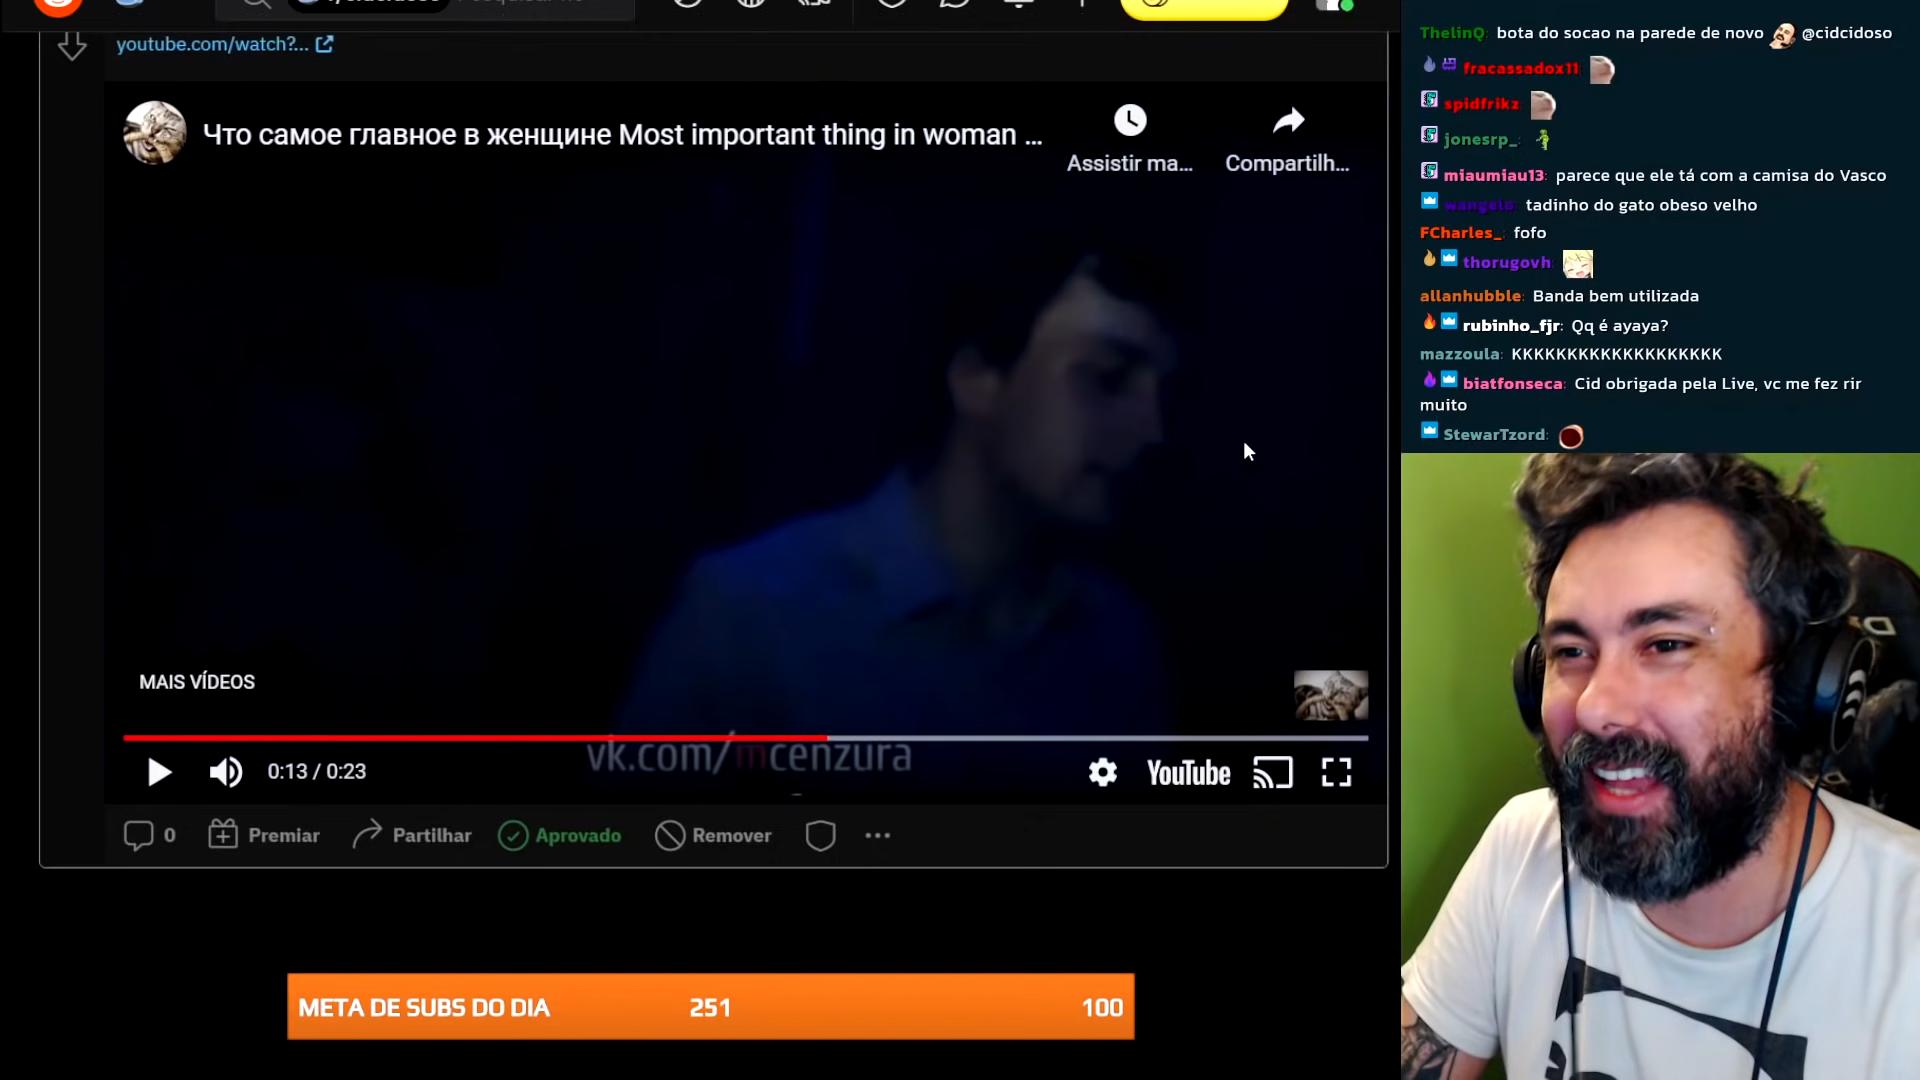 youtube.com/watch?...
Что самое главное в женщине Most important thing in woman ...
Assistir ma...
Compartilh...
MAIS VÍDEOS
vk.com/mcenzura
0:13 / 0:23
YouTube
0
Premiar
Partilhar
Aprovado
Remover
META DE SUBS DO DIA 251 100
ThelinQ: bota do socao na parede de novo @cidcidoso
fracassadox11
spidfrikz
jonesrp_:
miaumiau13: parece que ele tá com a camisa do Vasco
wangelo: tadinho do gato obeso velho
FCharles_: fofo
thorugovh:
allanhubble: Banda bem utilizada
rubinho_fjr: Qq é ayaya?
mazzoula: KKKKKKKKKKKKKKKKKKK
biatfonseca: Cid obrigada pela Live, vc me fez rir
muito
StewarTzord: